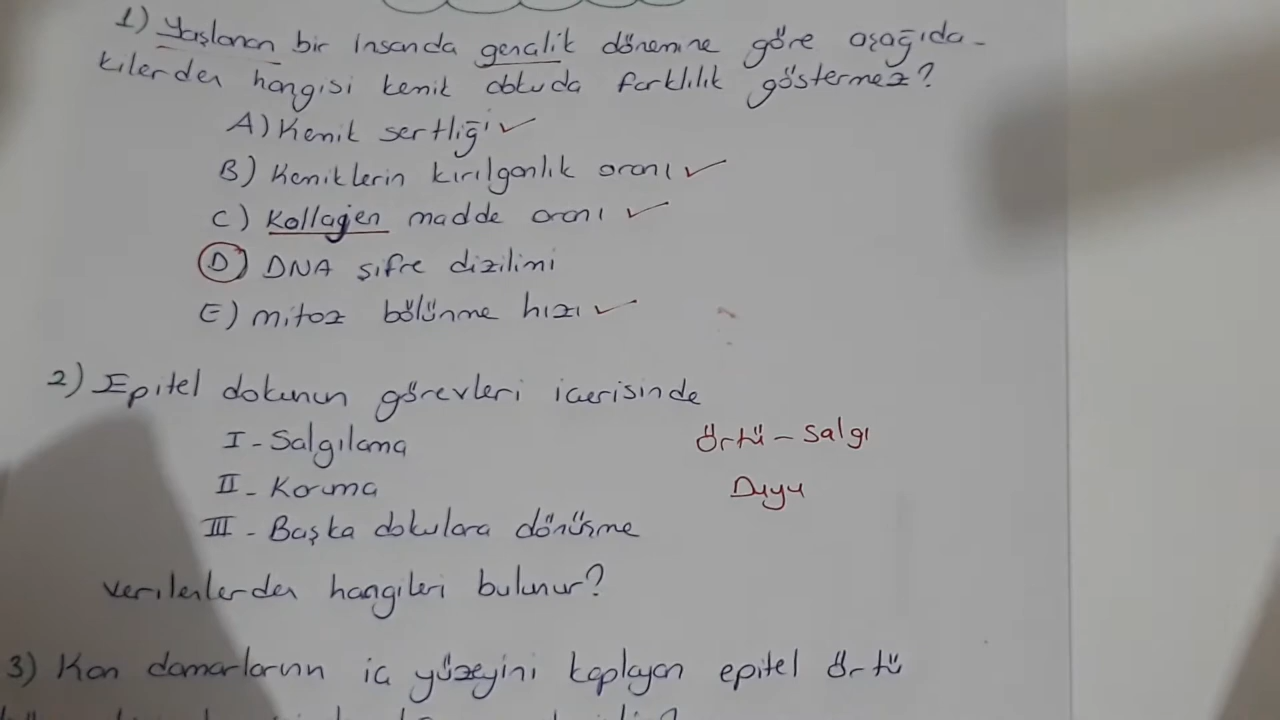 1) Yaşlanan bir insanda gençlik dönemine göre aşağıda-
kilerden hangisi kemik dokuda farklılık göstermez?
A) Kemik sertliği ✓
B) Kemiklerin kırılganlık oranı ✓
C) Kollagen madde oranı ✓
D) DNA şifre dizilimi
E) mitoz bölünme hızı ✓
2) Epitel dokunun görevleri içerisinde
I - Salgılama
Örtü - Salgı
II - Koruma
Duyu
III - Başka dokulara dönüşme
verilenlerden hangileri bulunur?
3) Kan damarlarının iç yüzeyini kaplayan epitel örtü